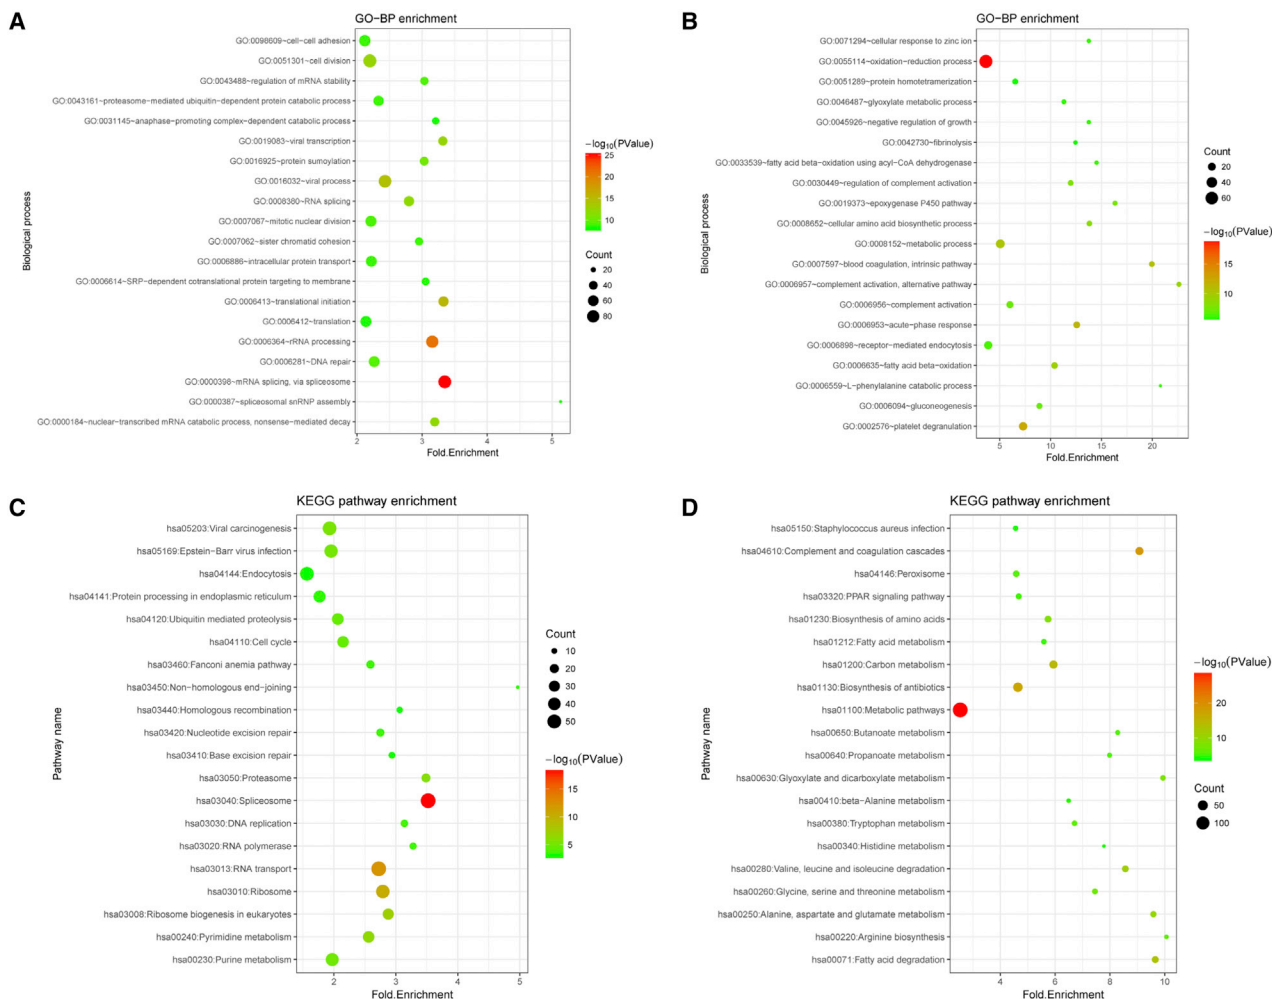 A
GO-BP enrichment
Biological process
GO:0098609~cell-cell adhesion
GO:0051301~cell division
GO:0043488~regulation of mRNA stability
GO:0043161~proteasome-mediated ubiquitin-dependent protein catabolic process
GO:0031145~anaphase-promoting complex-dependent catabolic process
GO:0019083~viral transcription
GO:0016925~protein sumoylation
GO:0016032~viral process
GO:0008380~RNA splicing
GO:0007067~mitotic nuclear division
GO:0007062~sister chromatid cohesion
GO:0006886~intracellular protein transport
GO:0006614~SRP-dependent cotranslational protein targeting to membrane
GO:0006413~translational initiation
GO:0006412~translation
GO:0006364~rRNA processing
GO:0006281~DNA repair
GO:0000398~mRNA splicing, via spliceosome
GO:0000387~spliceosomal snRNP assembly
GO:0000184~nuclear-transcribed mRNA catabolic process, nonsense-mediated decay
2 3 4 5
Fold.Enrichment
−log10(PValue)
25
20
15
10
Count
20
40
60
80
B
GO-BP enrichment
Biological process
GO:0071294~cellular response to zinc ion
GO:0055114~oxidation-reduction process
GO:0051289~protein homotetramerization
GO:0046487~glyoxylate metabolic process
GO:0045926~negative regulation of growth
GO:0042730~fibrinolysis
GO:0033539~fatty acid beta-oxidation using acyl-CoA dehydrogenase
GO:0030449~regulation of complement activation
GO:0019373~epoxygenase P450 pathway
GO:0008652~cellular amino acid biosynthetic process
GO:0008152~metabolic process
GO:0007597~blood coagulation, intrinsic pathway
GO:0006957~complement activation, alternative pathway
GO:0006956~complement activation
GO:0006953~acute-phase response
GO:0006898~receptor-mediated endocytosis
GO:0006635~fatty acid beta-oxidation
GO:0006559~L-phenylalanine catabolic process
GO:0006094~gluconeogenesis
GO:0002576~platelet degranulation
5 10 15 20
Fold.Enrichment
Count
20
40
60
−log10(PValue)
15
10
C
KEGG pathway enrichment
Pathway name
hsa05203:Viral carcinogenesis
hsa05169:Epstein-Barr virus infection
hsa04144:Endocytosis
hsa04141:Protein processing in endoplasmic reticulum
hsa04120:Ubiquitin mediated proteolysis
hsa04110:Cell cycle
hsa03460:Fanconi anemia pathway
hsa03450:Non-homologous end-joining
hsa03440:Homologous recombination
hsa03420:Nucleotide excision repair
hsa03410:Base excision repair
hsa03050:Proteasome
hsa03040:Spliceosome
hsa03030:DNA replication
hsa03020:RNA polymerase
hsa03013:RNA transport
hsa03010:Ribosome
hsa03008:Ribosome biogenesis in eukaryotes
hsa00240:Pyrimidine metabolism
hsa00230:Purine metabolism
2 3 4 5
Fold.Enrichment
Count
10
20
30
40
50
−log10(PValue)
15
10
5
D
KEGG pathway enrichment
Pathway name
hsa05150:Staphylococcus aureus infection
hsa04610:Complement and coagulation cascades
hsa04146:Peroxisome
hsa03320:PPAR signaling pathway
hsa01230:Biosynthesis of amino acids
hsa01212:Fatty acid metabolism
hsa01200:Carbon metabolism
hsa01130:Biosynthesis of antibiotics
hsa01100:Metabolic pathways
hsa00650:Butanoate metabolism
hsa00640:Propanoate metabolism
hsa00630:Glyoxylate and dicarboxylate metabolism
hsa00410:beta-Alanine metabolism
hsa00380:Tryptophan metabolism
hsa00340:Histidine metabolism
hsa00280:Valine, leucine and isoleucine degradation
hsa00260:Glycine, serine and threonine metabolism
hsa00250:Alanine, aspartate and glutamate metabolism
hsa00220:Arginine biosynthesis
hsa00071:Fatty acid degradation
4 6 8 10
Fold.Enrichment
−log10(PValue)
20
10
Count
50
100